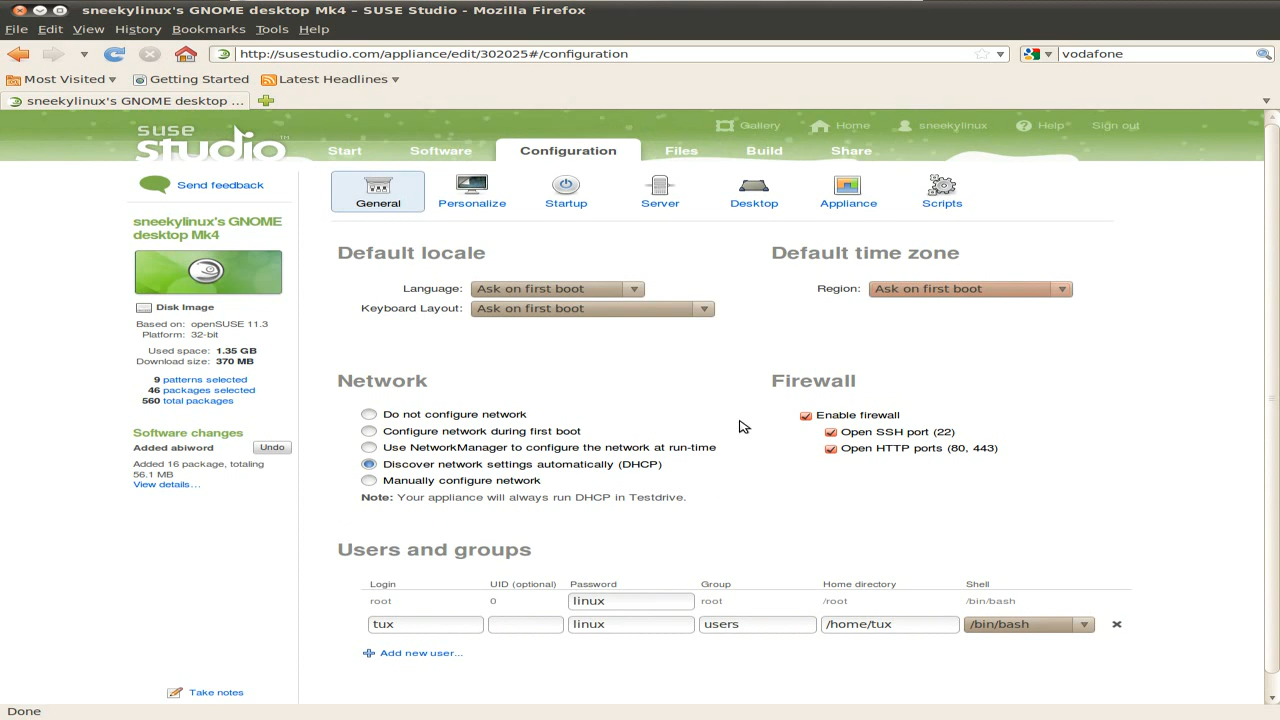 sneekylinux's GNOME desktop Mk4 – SUSE Studio - Mozilla Firefox
File Edit View History Bookmarks Tools Help
http://susestudio.com/appliance/edit/302025#/configuration
vodafone
Most Visited
Getting Started
Latest Headlines
sneekylinux's GNOME desktop ...
suse studio™
Gallery
Home
sneekylinux
Help
Sign out
Start
Software
Configuration
Files
Build
Share
Send feedback
General
Personalize
Startup
Server
Desktop
Appliance
Scripts
sneekylinux's GNOME
desktop Mk4
Disk Image
Based on: openSUSE 11.3
Platform: 32-bit
Used space: 1.35 GB
Download size: 370 MB
9 patterns selected
46 packages selected
560 total packages
Software changes
Added abiword
Undo
Added 16 package, totaling
56.1 MB
View details...
Take notes
Default locale
Language: Ask on first boot
Keyboard Layout: Ask on first boot
Default time zone
Region: Ask on first boot
Network
Do not configure network
Configure network during first boot
Use NetworkManager to configure the network at run-time
Discover network settings automatically (DHCP)
Manually configure network
Note: Your appliance will always run DHCP in Testdrive.
Firewall
Enable firewall
Open SSH port (22)
Open HTTP ports (80, 443)
Users and groups
Login UID (optional) Password Group Home directory Shell
root 0 linux root /root /bin/bash
tux linux users /home/tux /bin/bash
Add new user...
Done